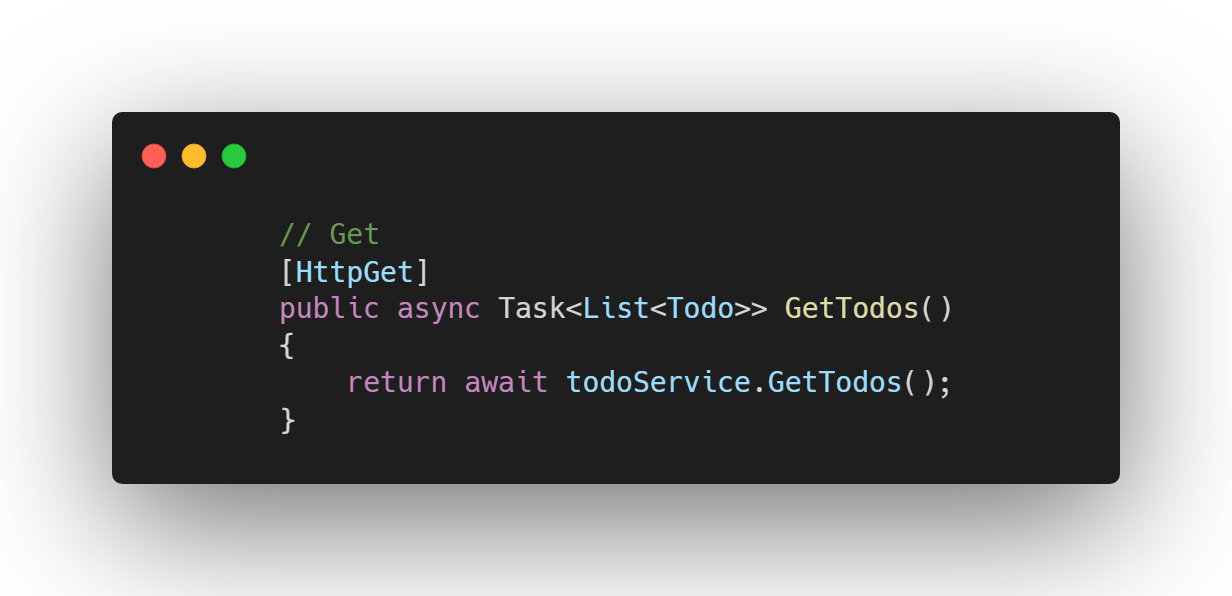 // Get
[HttpGet]
public async Task<List<Todo>> GetTodos()
{
    return await todoService.GetTodos();
}